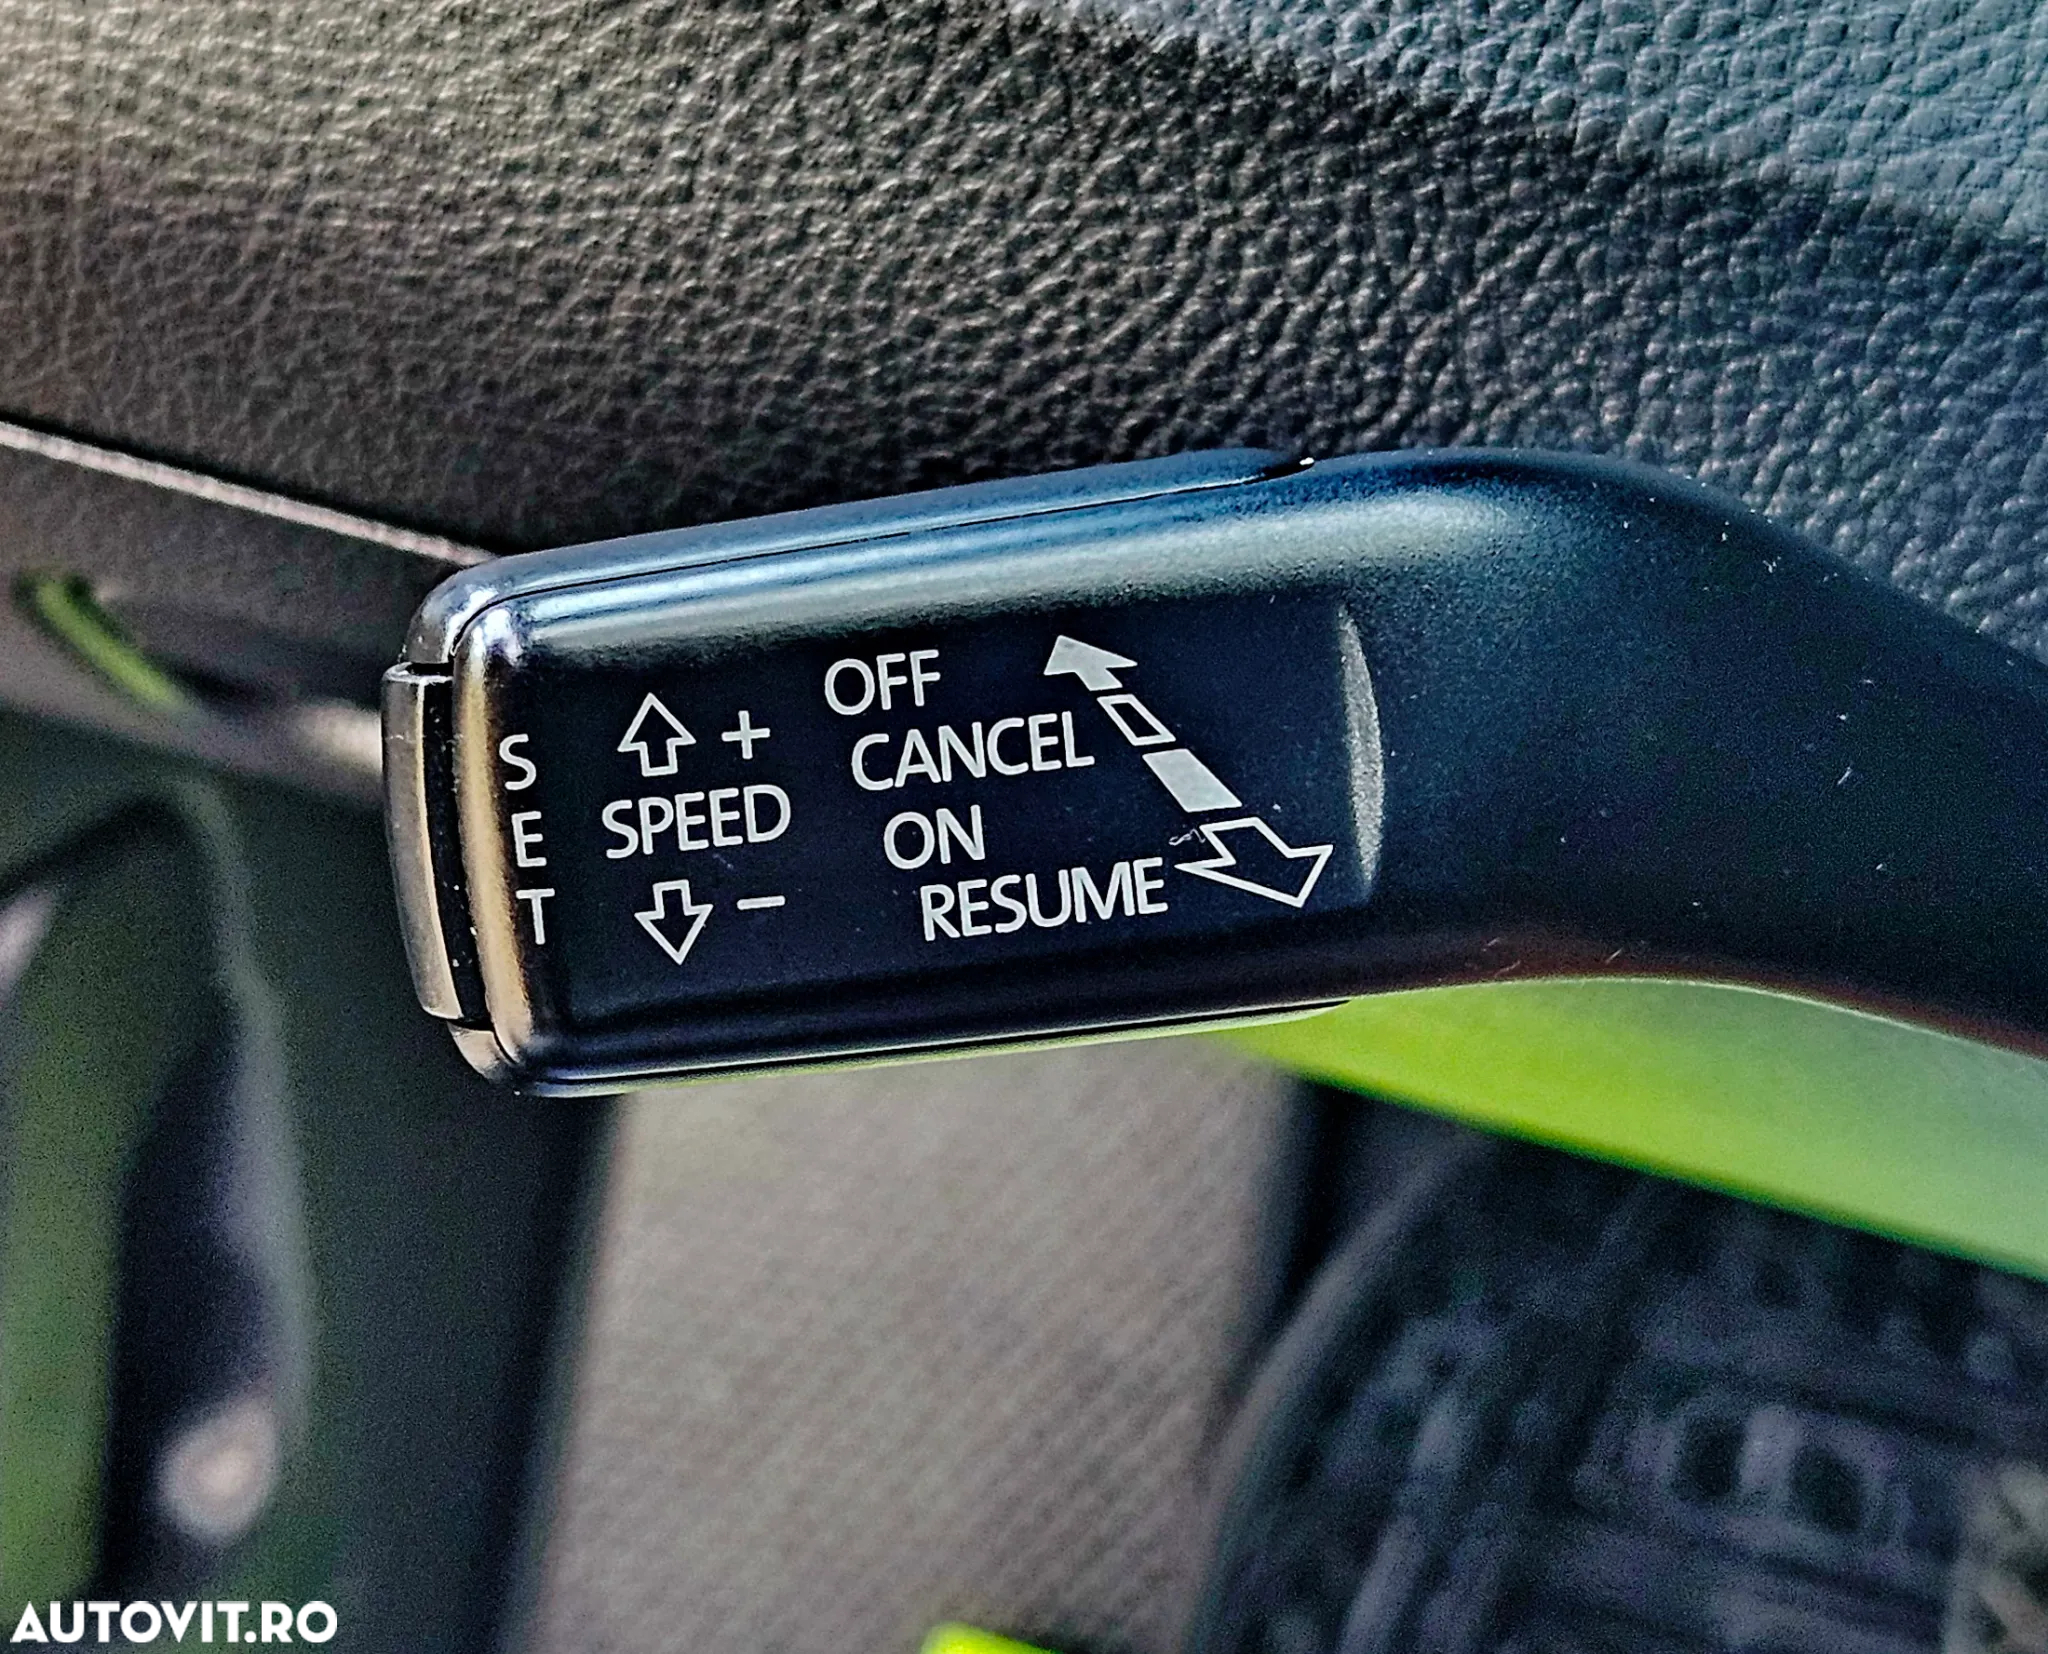 SET
+
SPEED
-
OFF
CANCEL
ON
RESUME
AUTOVIT.RO